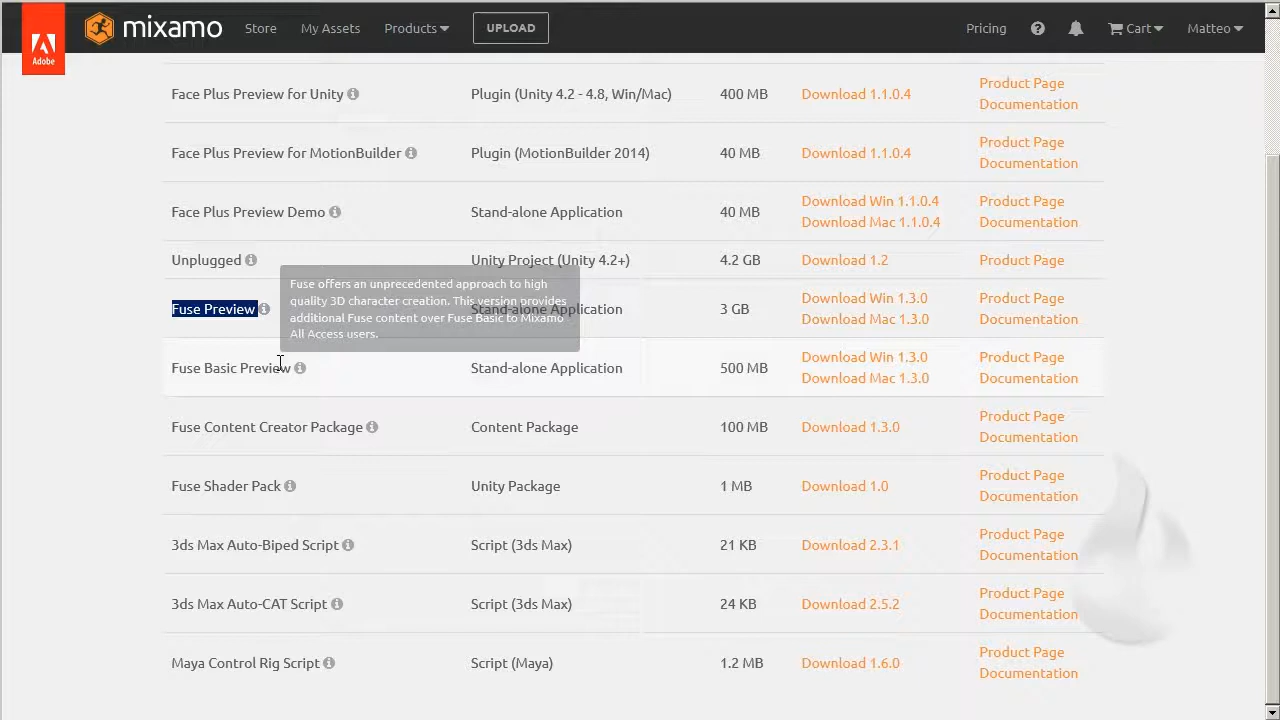 Adobe
mixamo
Store
My Assets
Products
UPLOAD
Pricing
Cart
Matteo
Face Plus Preview for Unity
Plugin (Unity 4.2 - 4.8, Win/Mac)
400 MB
Download 1.1.0.4
Product Page
Documentation
Face Plus Preview for MotionBuilder
Plugin (MotionBuilder 2014)
40 MB
Download 1.1.0.4
Product Page
Documentation
Face Plus Preview Demo
Stand-alone Application
40 MB
Download Win 1.1.0.4
Download Mac 1.1.0.4
Product Page
Documentation
Unplugged
Unity Project (Unity 4.2+)
4.2 GB
Download 1.2
Product Page
Fuse Preview
Fuse offers an unprecedented approach to high
quality 3D character creation. This version provides
additional Fuse content over Fuse Basic to Mixamo
All Access users.
Stand-alone Application
3 GB
Download Win 1.3.0
Download Mac 1.3.0
Product Page
Documentation
Fuse Basic Preview
Stand-alone Application
500 MB
Download Win 1.3.0
Download Mac 1.3.0
Product Page
Documentation
Fuse Content Creator Package
Content Package
100 MB
Download 1.3.0
Product Page
Documentation
Fuse Shader Pack
Unity Package
1 MB
Download 1.0
Product Page
Documentation
3ds Max Auto-Biped Script
Script (3ds Max)
21 KB
Download 2.3.1
Product Page
Documentation
3ds Max Auto-CAT Script
Script (3ds Max)
24 KB
Download 2.5.2
Product Page
Documentation
Maya Control Rig Script
Script (Maya)
1.2 MB
Download 1.6.0
Product Page
Documentation